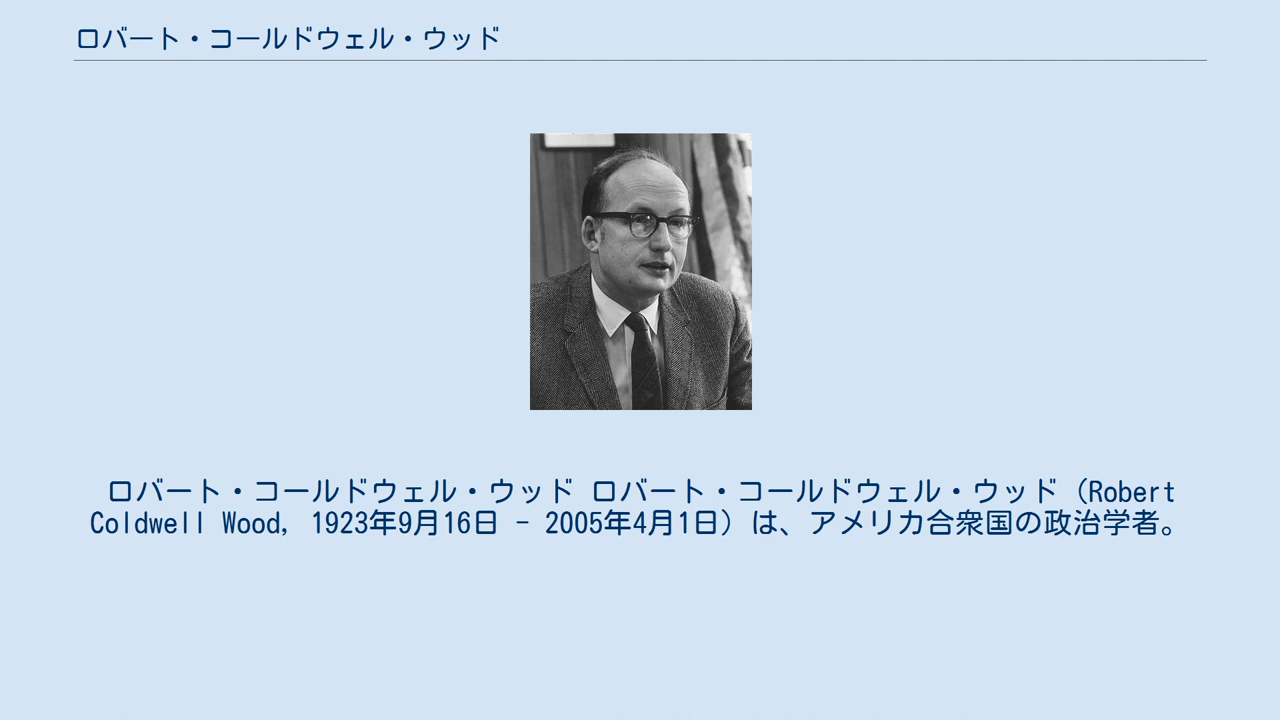 ロバート・コールドウェル・ウッド
ロバート・コールドウェル・ウッド ロバート・コールドウェル・ウッド（Robert
Coldwell Wood, 1923年9月16日 - 2005年4月1日）は、アメリカ合衆国の政治学者。